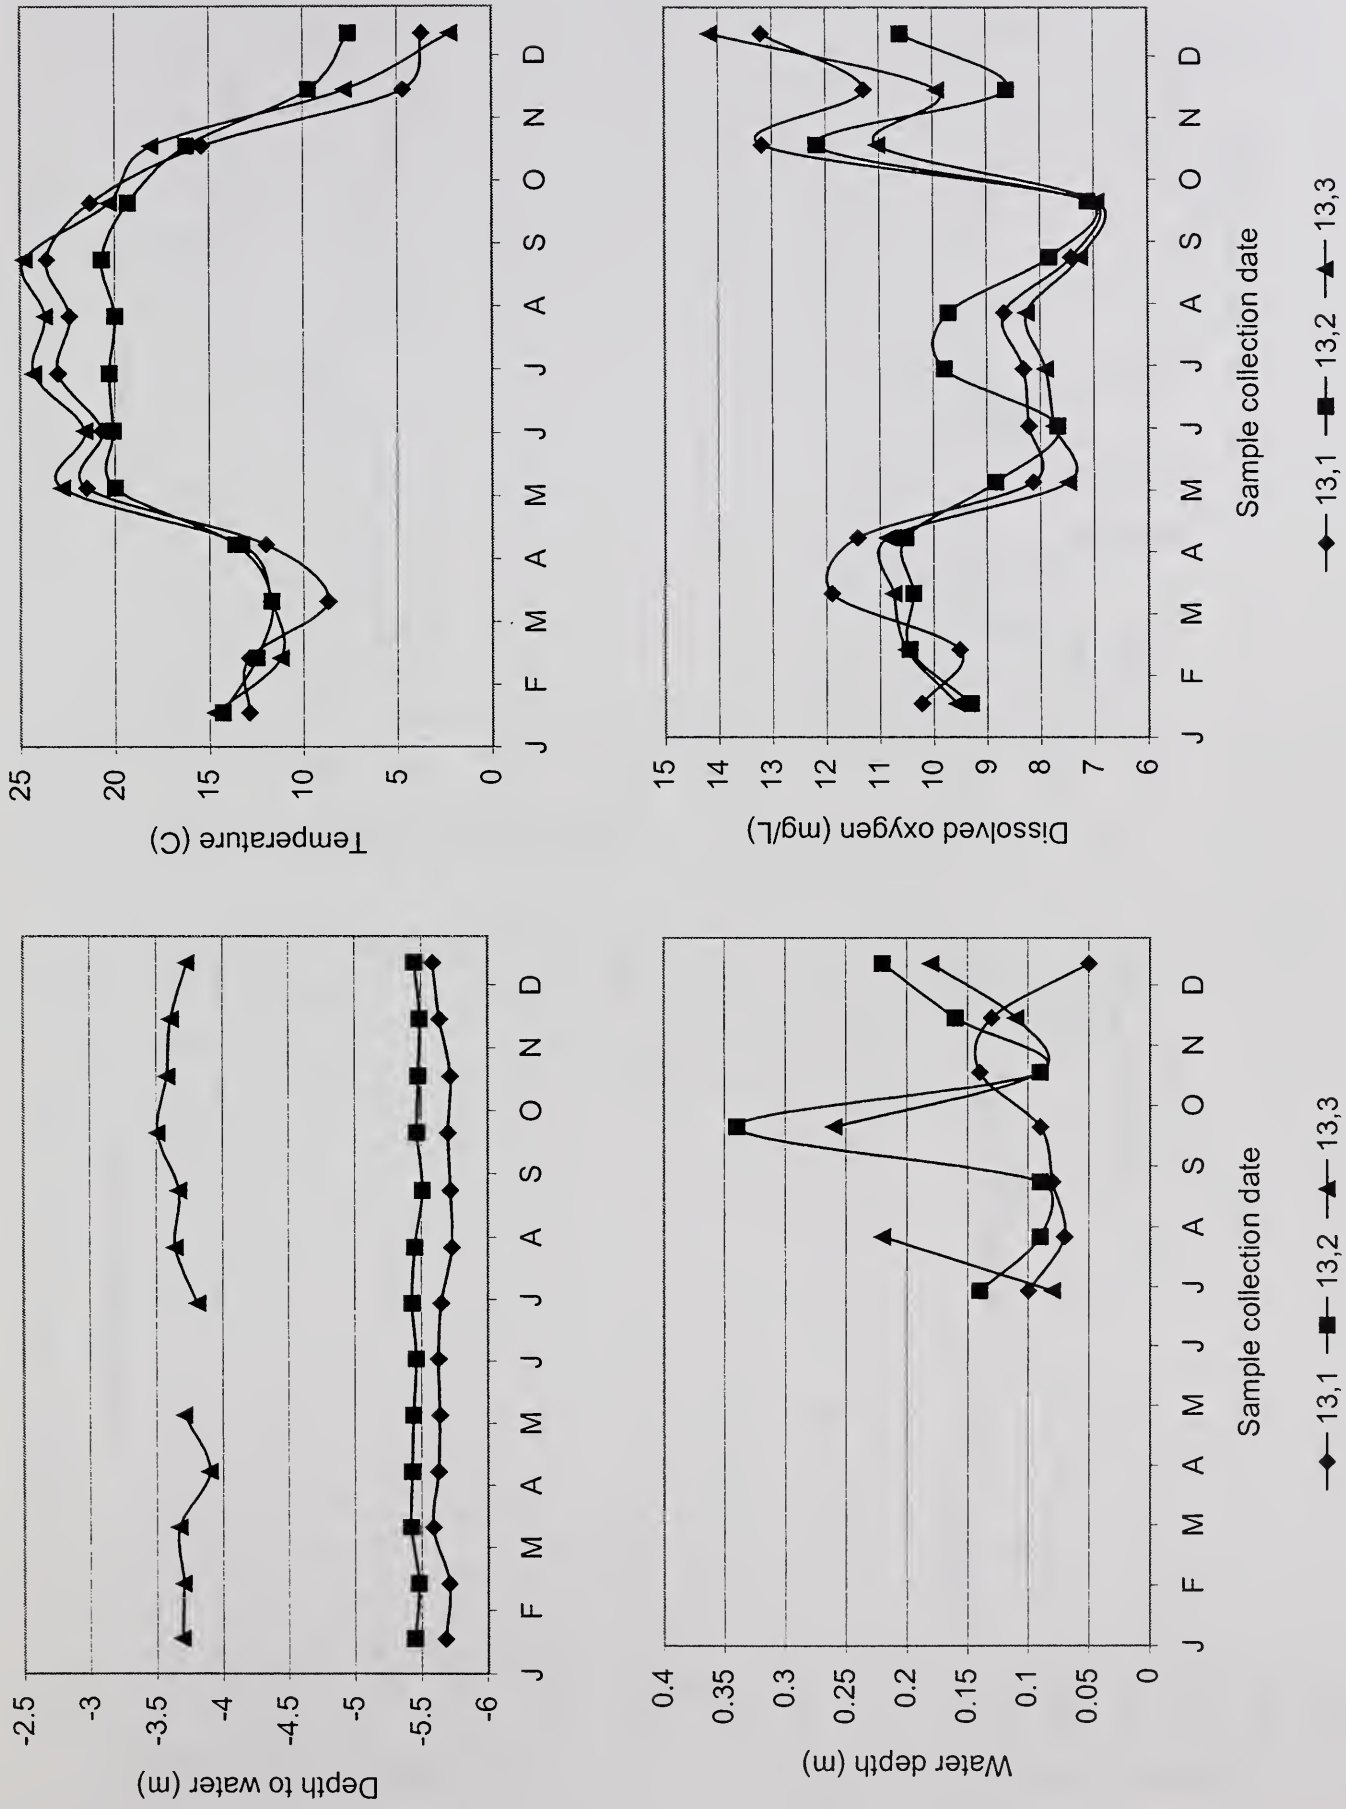 Depth to water (m)
-2.5
-3
-3.5
-4
-4.5
-5.5
-5.5
-6
J F M A M J J A S O N D
Temperature (C)
25
20
15
10
5
0
J F M A M J J A S O N D
Water depth (m)
0.4
0.35
0.3
0.25
0.2
0.15
0.1
0.05
0
J F M A M J J A S O N D
Sample collection date
13,1 13,2 13,3
Dissolved oxygen (mg/L)
15
14
13
12
11
10
9
8
7
6
J F M A M J J A S O N D
Sample collection date
13,1 13,2 13,3